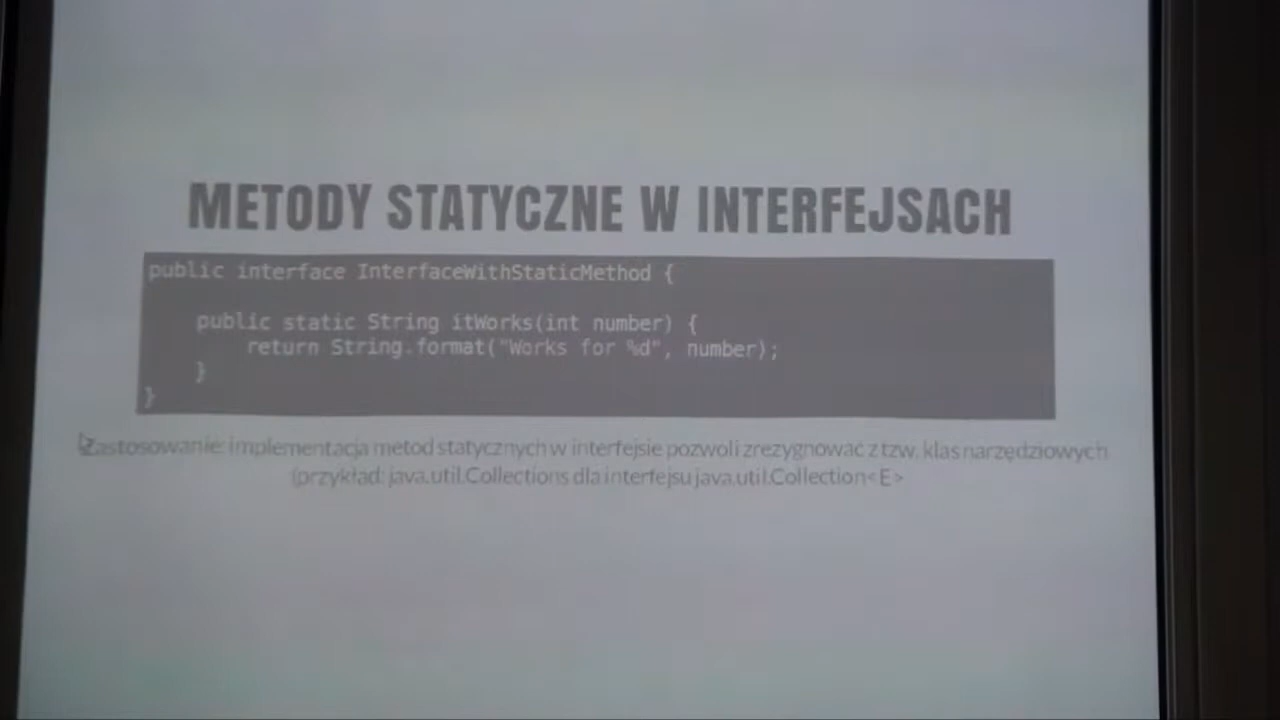 METODY STATYCZNE W INTERFEJSACH
public interface InterfaceWithStaticMethod {
public static String itWorks(int number) {
return String.format("Works for %d", number);
}
}
Zastosowanie: implementacja metod statycznych w interfejsie pozwoli zrezygnować z tzw. klas narzędziowych
(przykład: java.util.Collections dla interfejsu java.util.Collection<E>